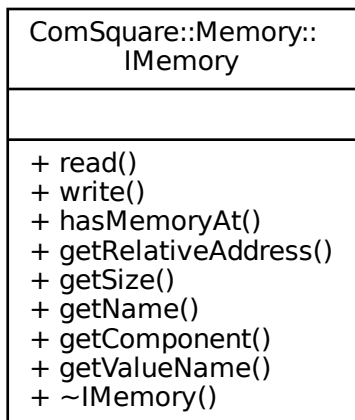 ComSquare::Memory::
IMemory
+ read()
+ write()
+ hasMemoryAt()
+ getRelativeAddress()
+ getSize()
+ getName()
+ getComponent()
+ getValueName()
+ ~IMemory()